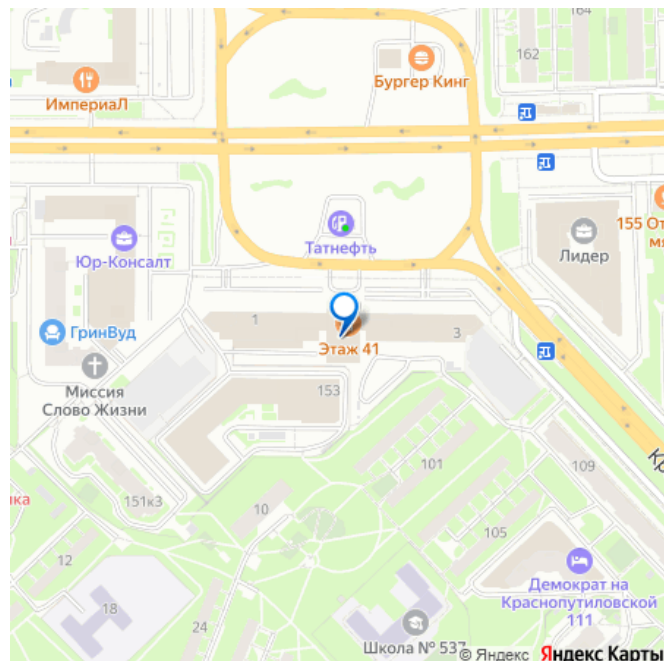 164
162
Бургер Кинг
ИмпериаЛ
155 От
мя
Татнефть
Юр-Консалт
Лидер
1
3
ГринВуд
Этаж 41
Миссия
Слово Жизни
153
101
109
151к3
10
ка
105
12
Демократ на
Краснопутиловской
111
18
24
Школа № 537
© Яндекс Яндекс Карты